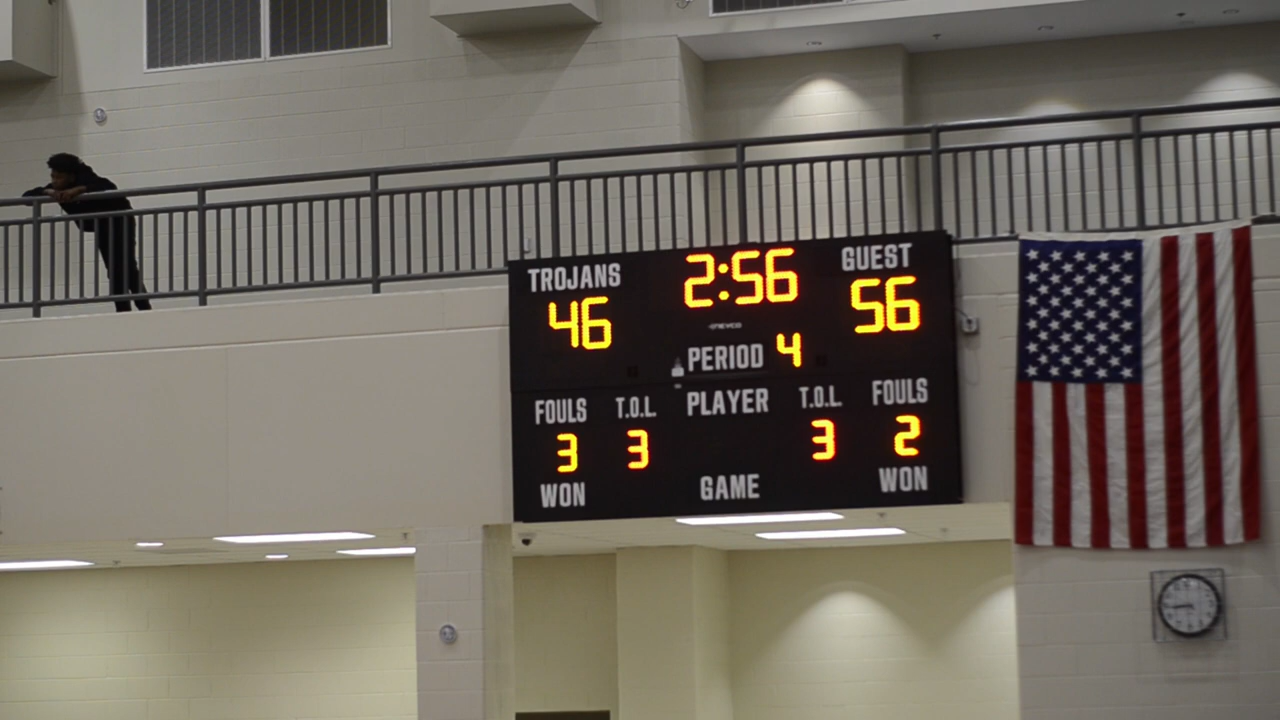 TROJANS 2:56 GUEST
46 56
PERIOD 4
FOULS T.O.L. PLAYER T.O.L. FOULS
3 3 3 2
WON GAME WON